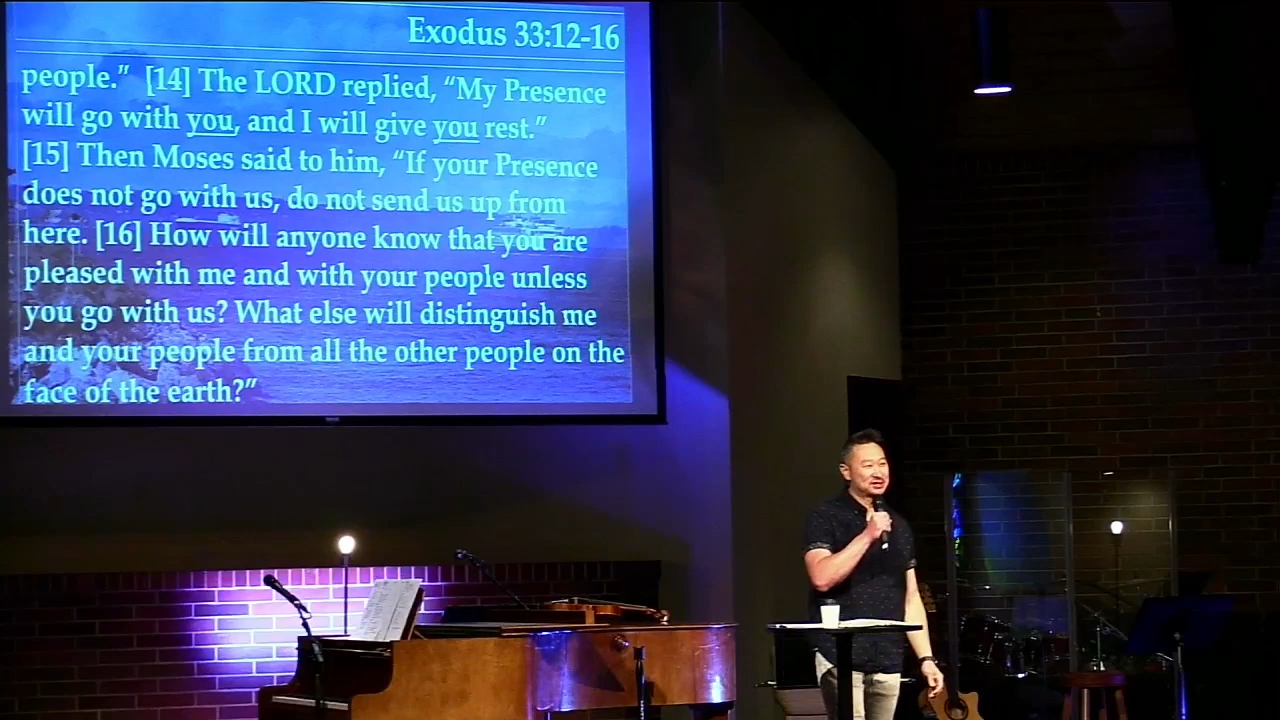 Exodus 33:12-16
people.” [14] The LORD replied, “My Presence
will go with you, and I will give you rest.”
[15] Then Moses said to him, “If your Presence
does not go with us, do not send us up from
here. [16] How will anyone know that you are
pleased with me and with your people unless
you go with us? What else will distinguish me
and your people from all the other people on the
face of the earth?”